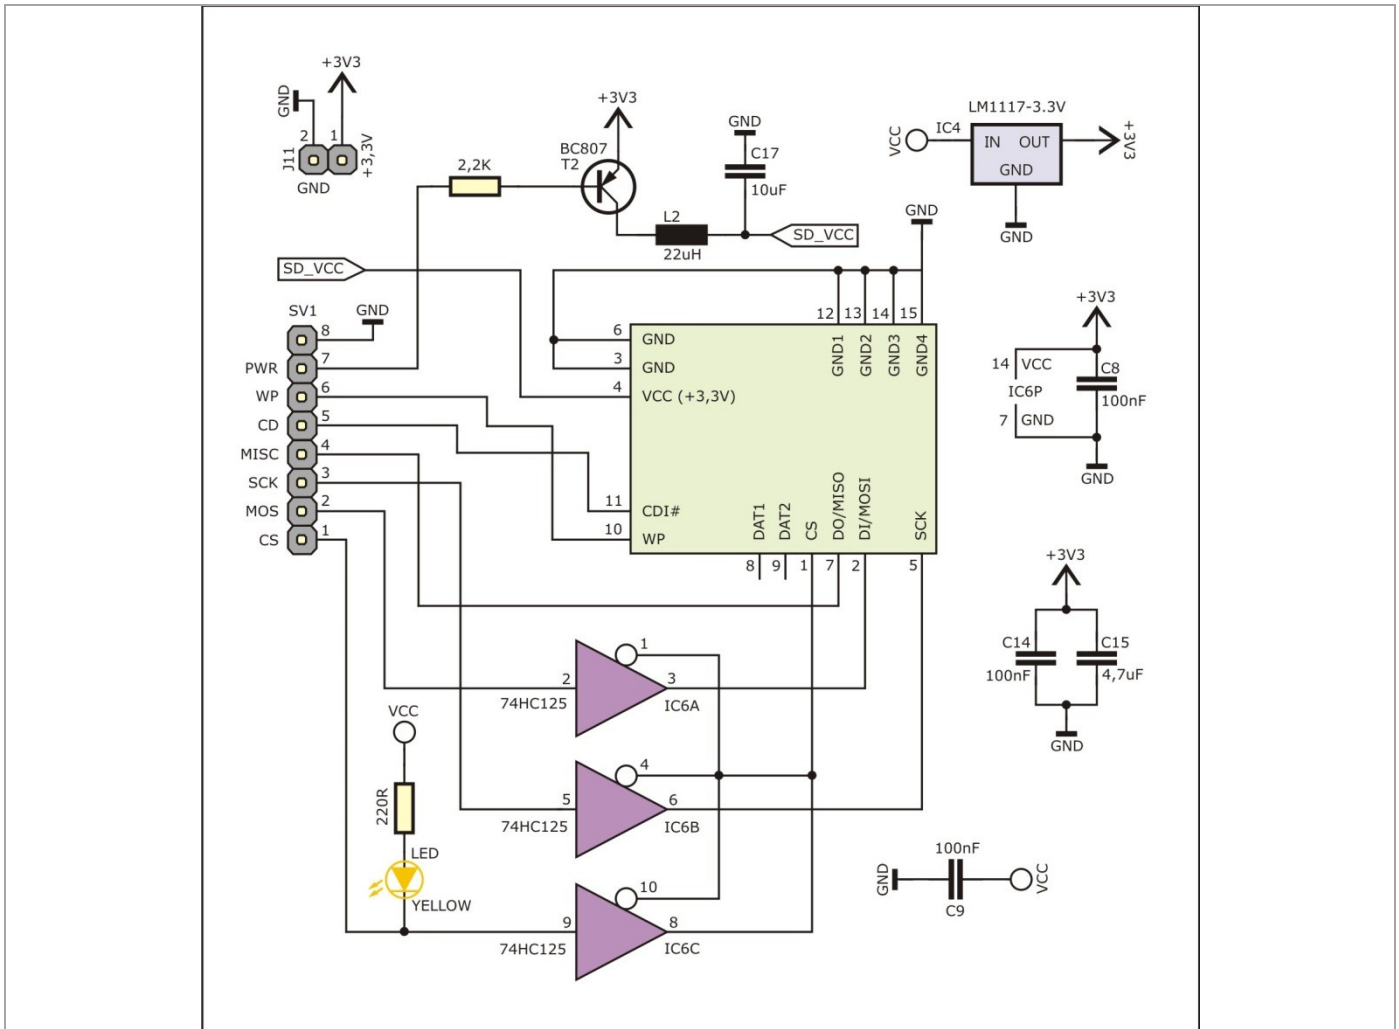 +3V3
GND
2 1
J11
+3,3V
GND
2,2K
+3V3
BC807
T2
GND
C17
10uF
L2
22uH
SD_VCC
LM1117-3.3V
VCC
IC4
IN OUT
GND
+3V3
GND
GND
SD_VCC
SV1
GND
8
PWR 7
WP 6
CD 5
MISC 4
SCK 3
MOS 2
CS 1
12 13 14 15
GND1 GND2 GND3 GND4
6 GND
3 GND
4 VCC (+3,3V)
11 CDI#
10 WP
DAT1 DAT2 CS DO/MISO DI/MOSI SCK
8 9 1 7 2 5
+3V3
14 VCC
IC6P
7 GND
C8
100nF
GND
+3V3
C14
100nF
C15
4,7uF
GND
1
2 3
74HC125 IC6A
4
5 6
74HC125 IC6B
10
9 8
74HC125 IC6C
VCC
220R
LED
YELLOW
100nF
GND
VCC
C9